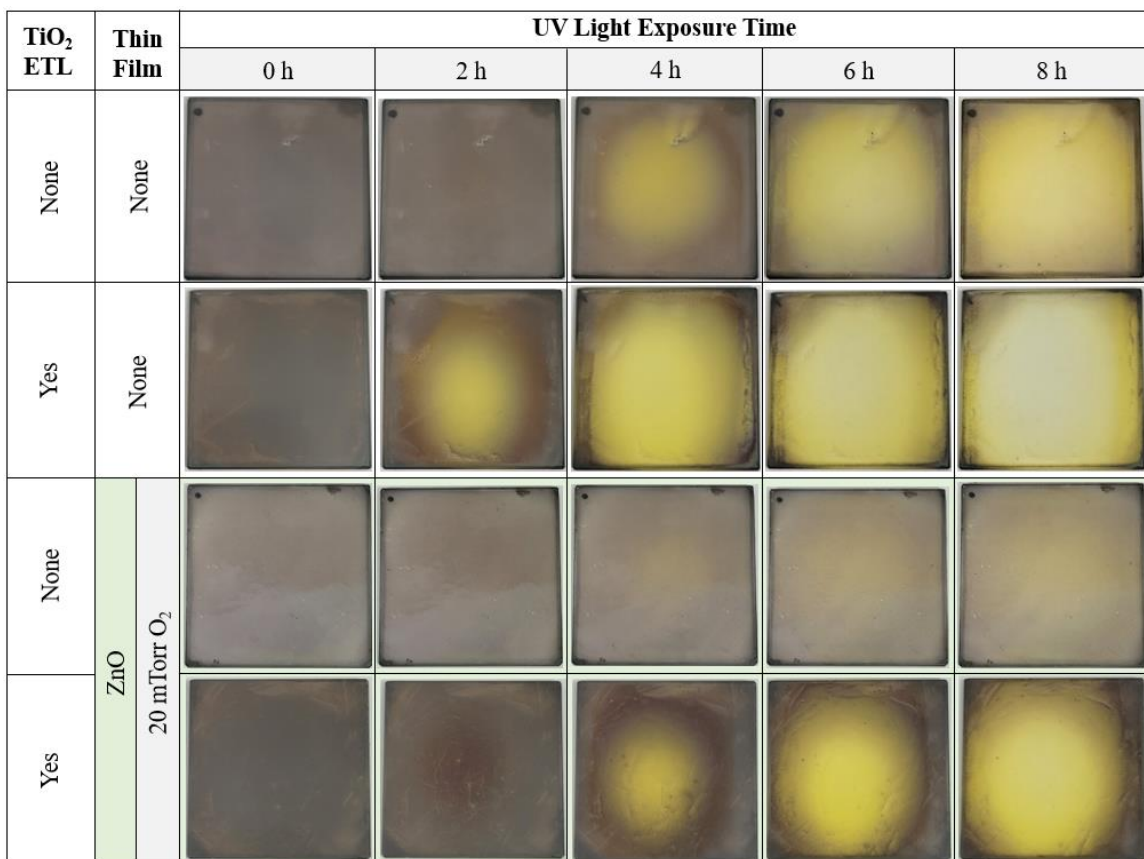 TiO₂
ETL
Thin
Film
UV Light Exposure Time
0 h
2 h
4 h
6 h
8 h
None
None
Yes
None
None
ZnO
20 mTorr O₂
Yes